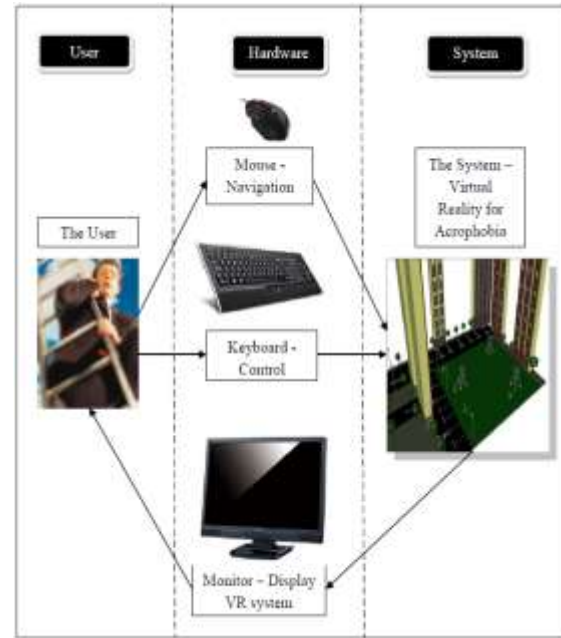 User
Hardware
System
Mouse -
Navigation
The System –
Virtual
Reality for
Acrophobia
The User
Keyboard -
Control
Monitor – Display
VR system